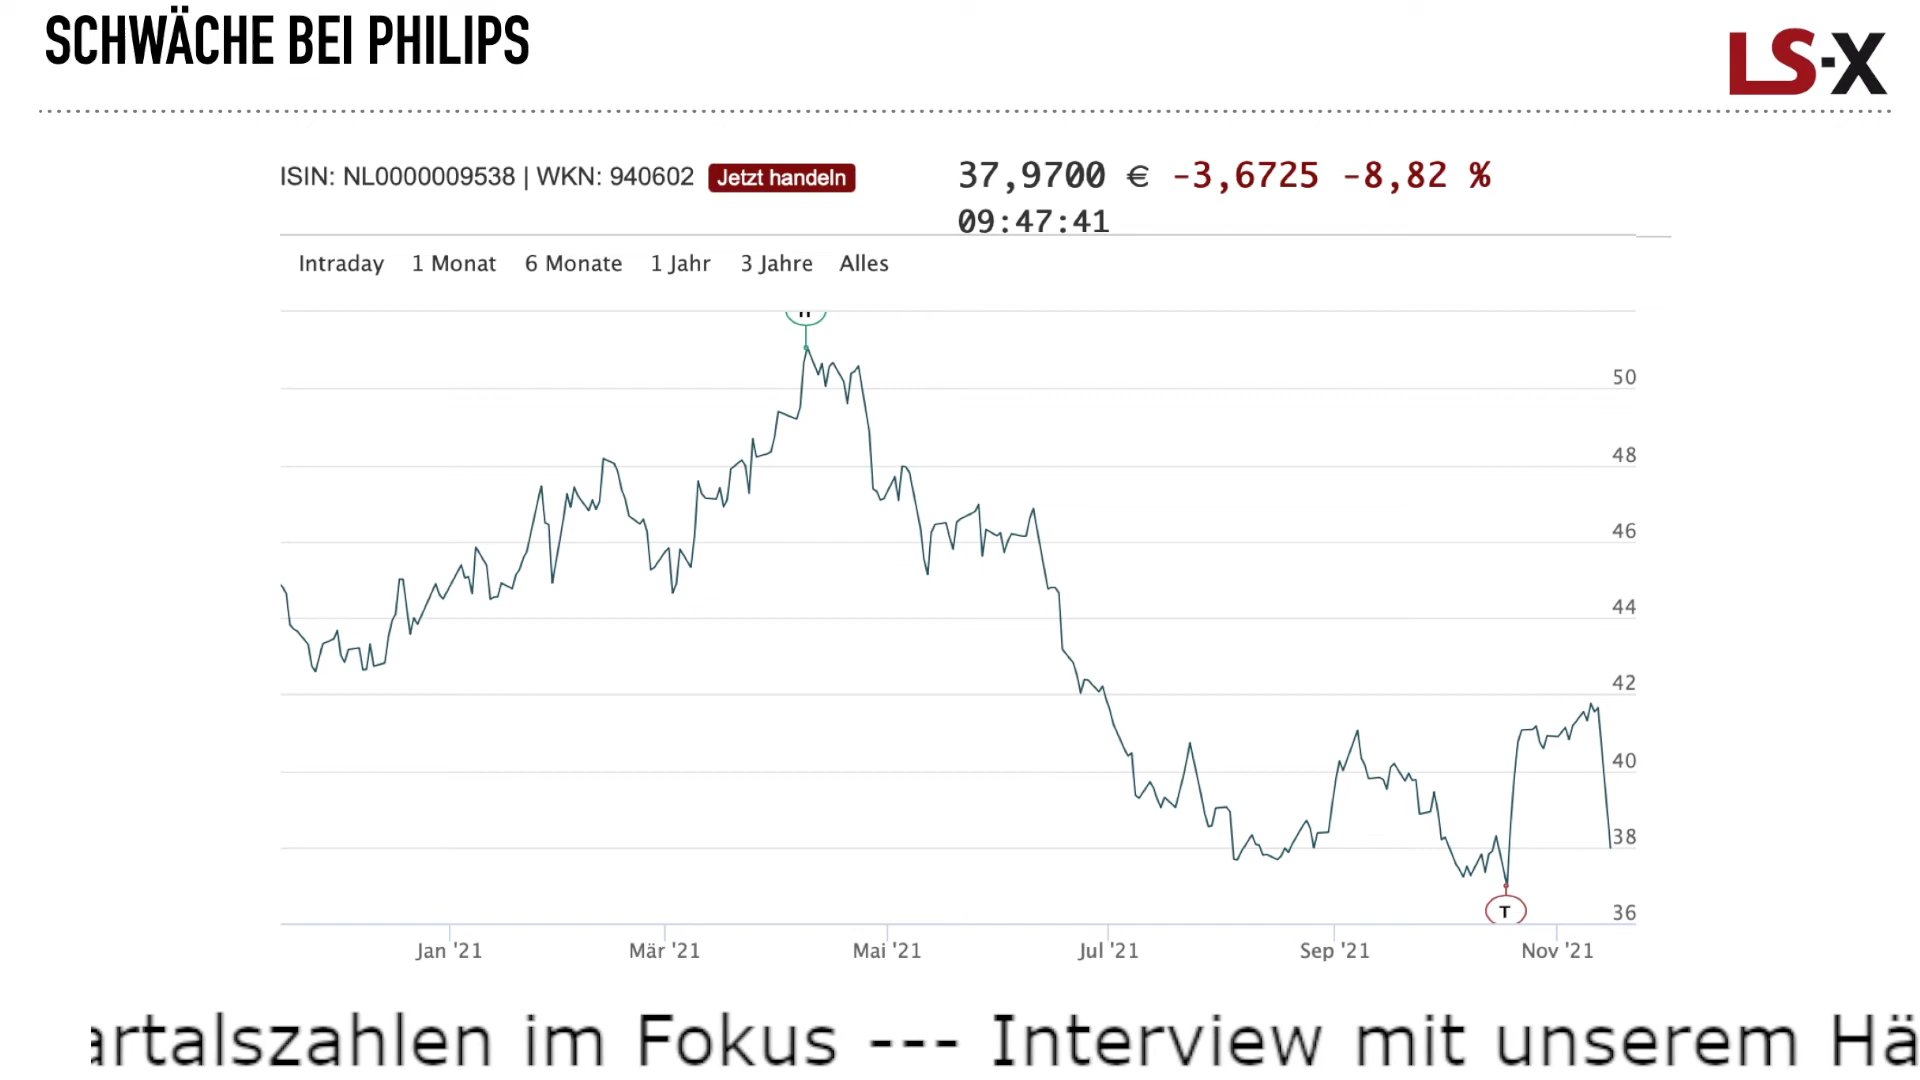 SCHWÄCHE BEI PHILIPS
LS-X
ISIN: NL0000009538 | WKN: 940602 Jetzt handeln
37,9700 € -3,6725 -8,82 %
09:47:41
Intraday 1 Monat 6 Monate 1 Jahr 3 Jahre Alles
50
48
46
44
42
40
38
36
T
Jan '21 Mär '21 Mai '21 Jul '21 Sep '21 Nov '21
artalszahlen im Fokus --- Interview mit unserem Hä